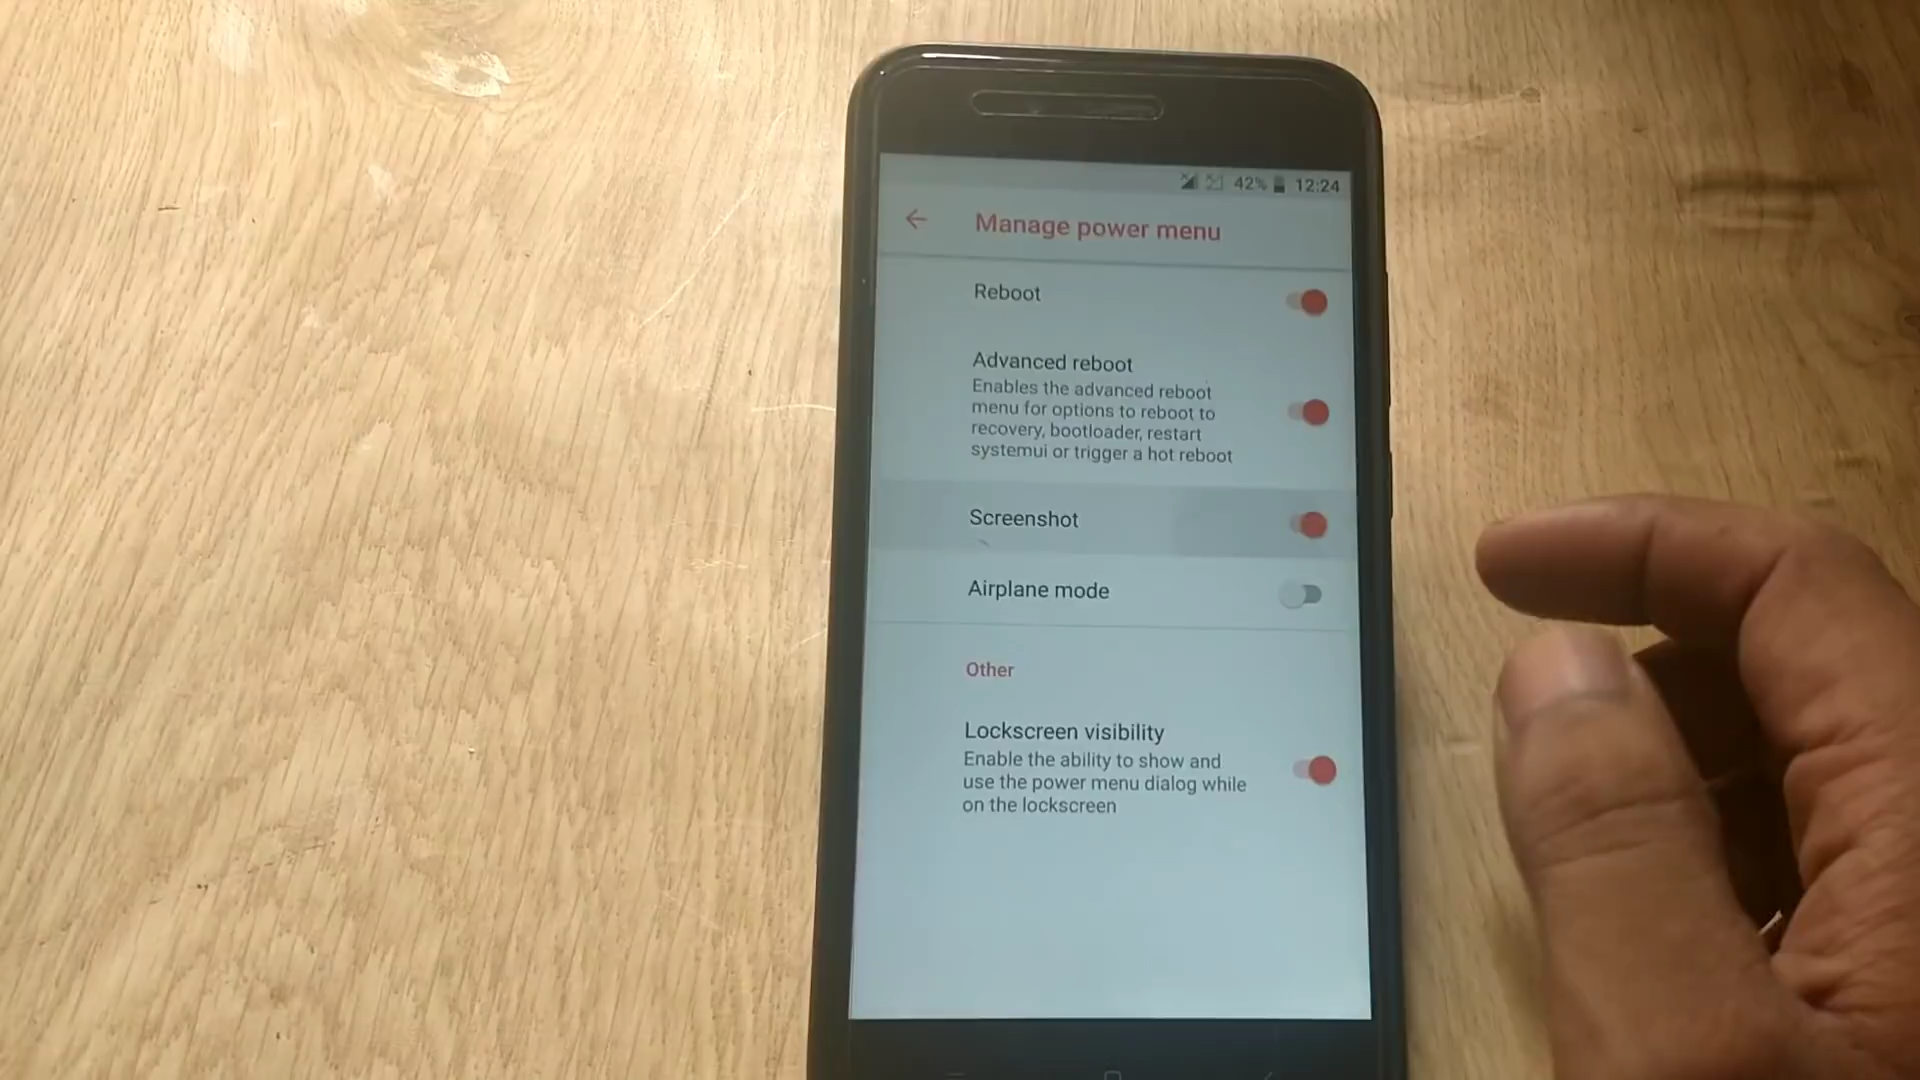 42% 12:24
Manage power menu
Reboot
Advanced reboot
Enables the advanced reboot
menu for options to reboot to
recovery, bootloader, restart
systemui or trigger a hot reboot
Screenshot
Airplane mode
Other
Lockscreen visibility
Enable the ability to show and
use the power menu dialog while
on the lockscreen